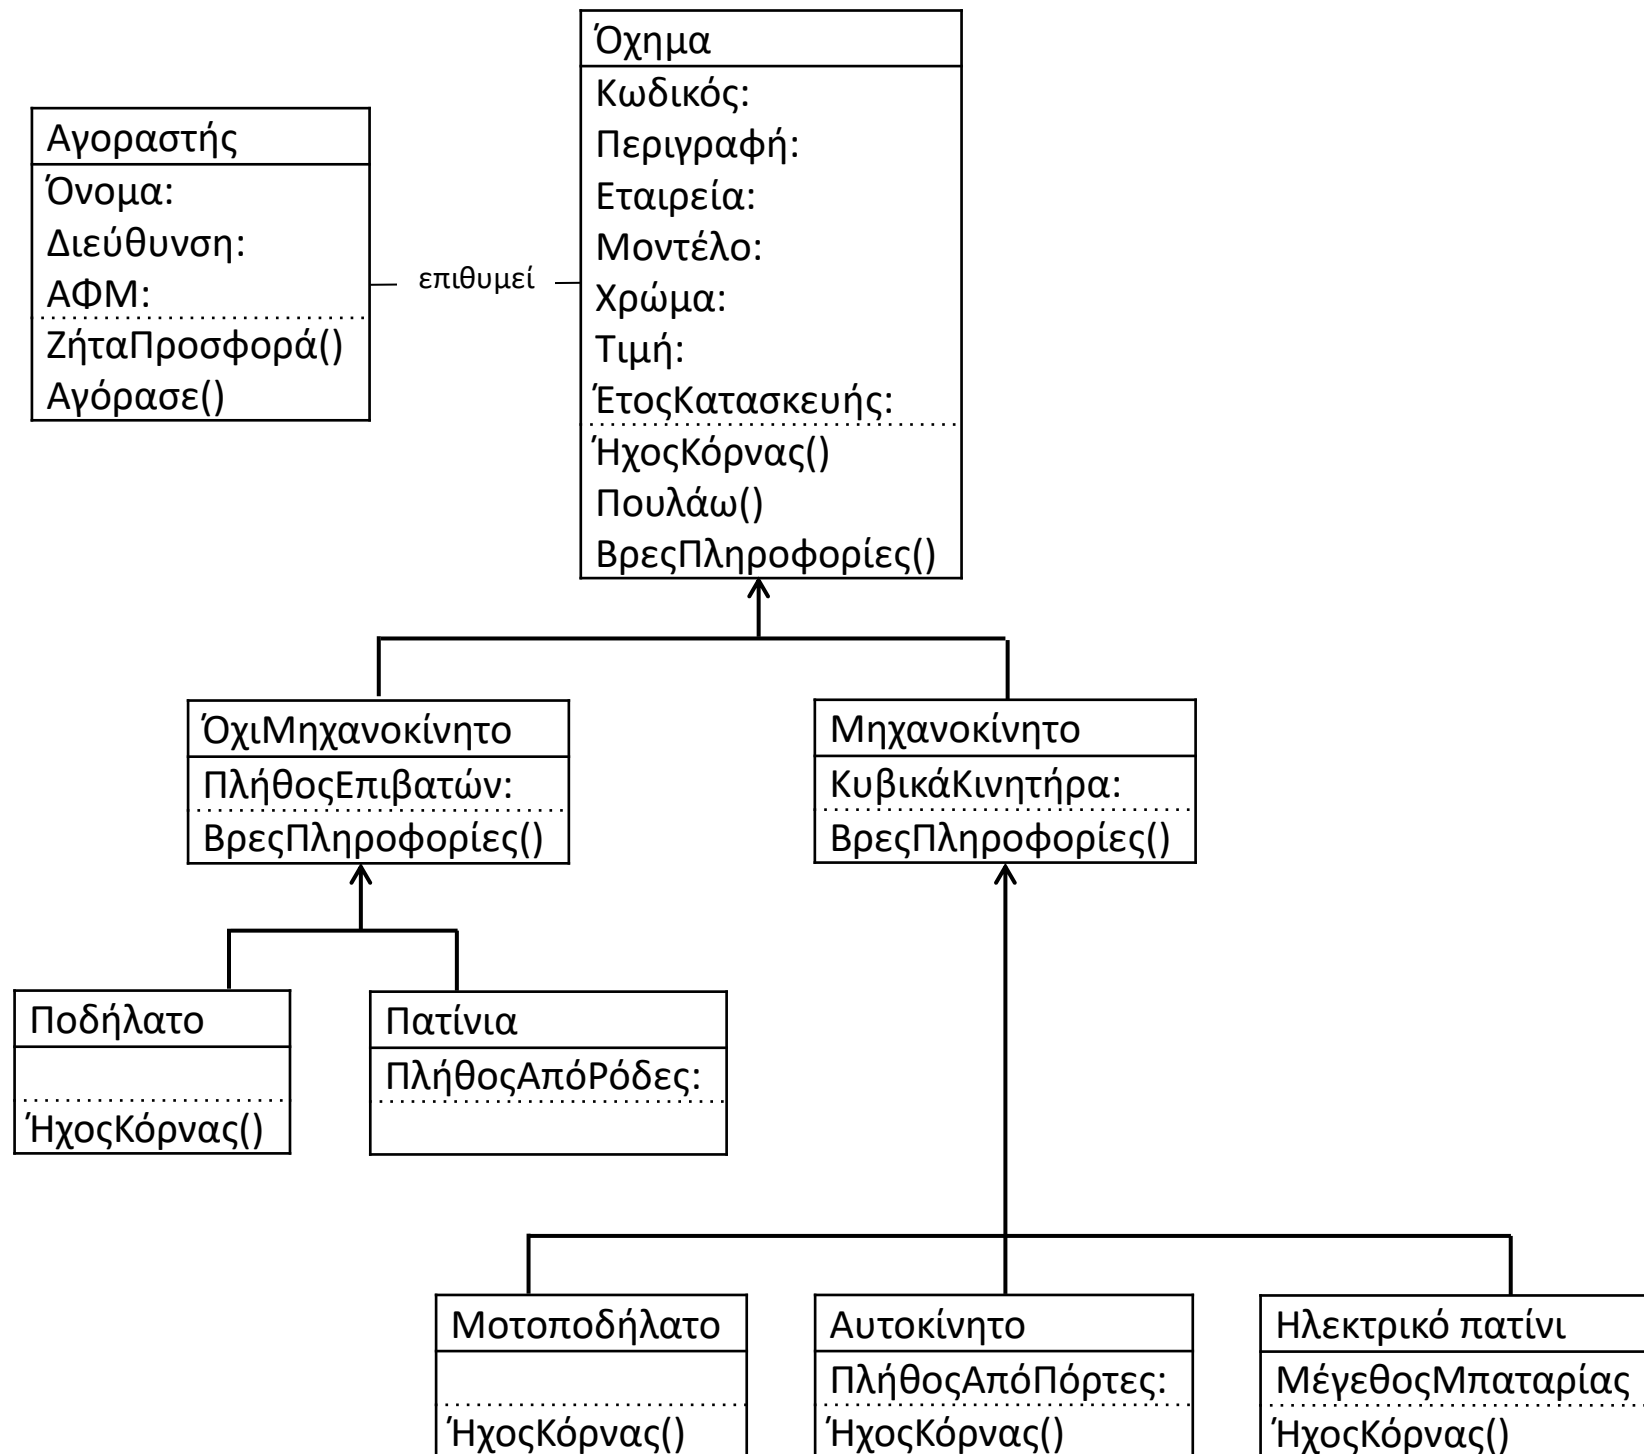 Όχημα
Κωδικός:
Περιγραφή:
Εταιρεία:
Μοντέλο:
Χρώμα:
Τιμή:
ΈτοςΚατασκευής:
ΉχοςΚόρνας()
Πουλάω()
ΒρεςΠληροφορίες()
Αγοραστής
Όνομα:
Διεύθυνση:
ΑΦΜ:
ΖήταΠροσφορά()
Αγόρασε()
επιθυμεί
ΌχιΜηχανοκίνητο
ΠλήθοςΕπιβατών:
ΒρεςΠληροφορίες()
Μηχανοκίνητο
ΚυβικάΚινητήρα:
ΒρεςΠληροφορίες()
Ποδήλατο
ΉχοςΚόρνας()
Πατίνια
ΠλήθοςΑπόΡόδες:
Μοτοποδήλατο
ΉχοςΚόρνας()
Αυτοκίνητο
ΠλήθοςΑπόΠόρτες:
ΉχοςΚόρνας()
Ηλεκτρικό πατίνι
ΜέγεθοςΜπαταρίας
ΉχοςΚόρνας()